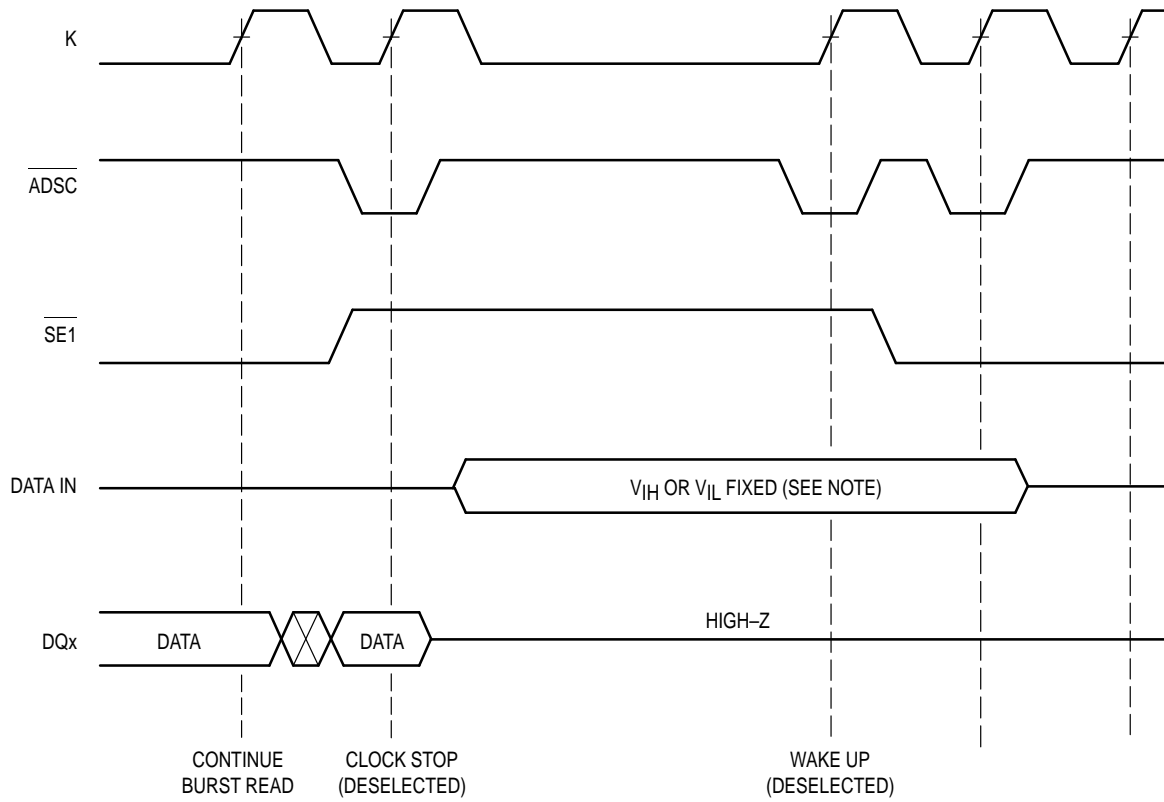 K
ADSC
SE1
DATA IN
VIH OR VIL FIXED (SEE NOTE)
HIGH–Z
DQx
DATA
DATA
CONTINUE
BURST READ
CLOCK STOP
(DESELECTED)
WAKE UP
(DESELECTED)